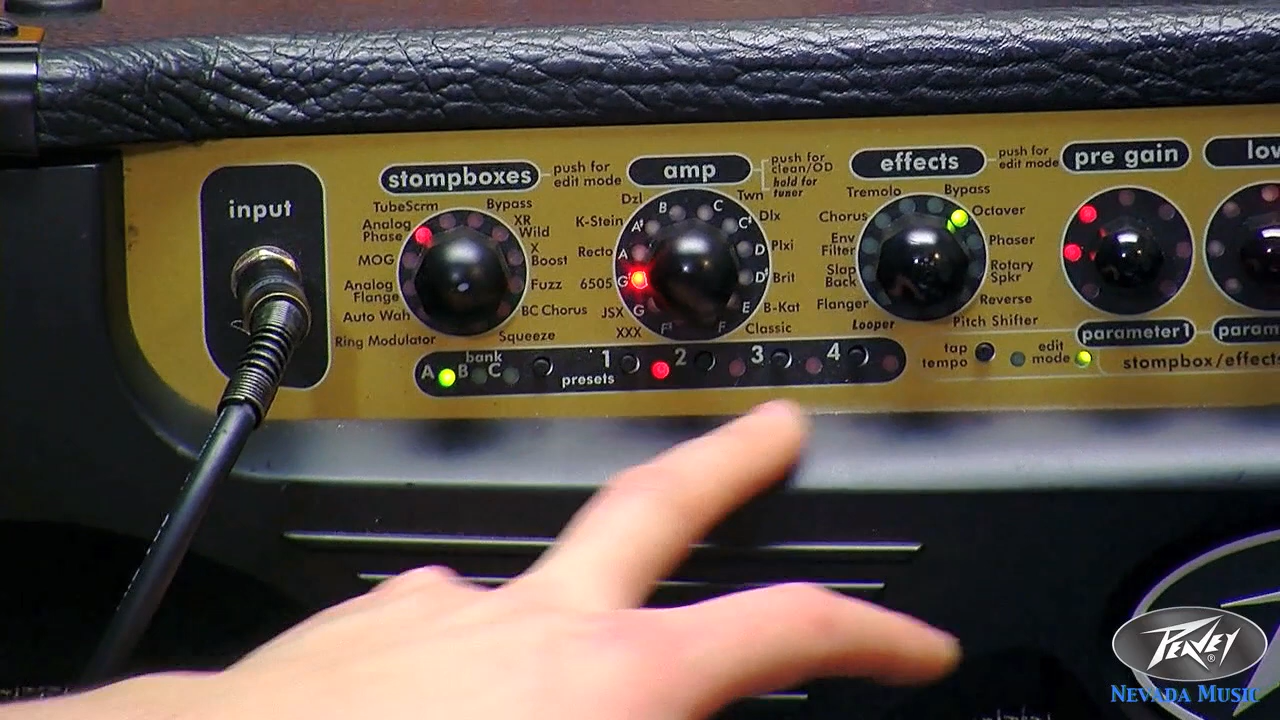 input
stompboxes
push for
edit mode
TubeScrm
Bypass
Analog
Phase
XR
Wild
MOG
X
Boost
Analog
Flange
Fuzz
Auto Wah
BC Chorus
Ring Modulator
Squeeze
amp
push for
clean/OD
hold for
tuner
Dzl
Twn
K-Stein
Dlx
Recto
Plxi
6505
Brit
JSX
B-Kat
XXX
Classic
B
C
A#
C#
A
D
G#
D#
G
E
F#
F
effects
push for
edit mode
Tremolo
Bypass
Chorus
Octaver
Env
Filter
Phaser
Slap
Back
Rotary
Spkr
Flanger
Reverse
Looper
Pitch Shifter
pre gain
low
parameter1
param
bank
A B C
1
2
3
4
presets
tap
tempo
edit
mode
stompbox/effects
PEAVEY®
NEVADA MUSIC